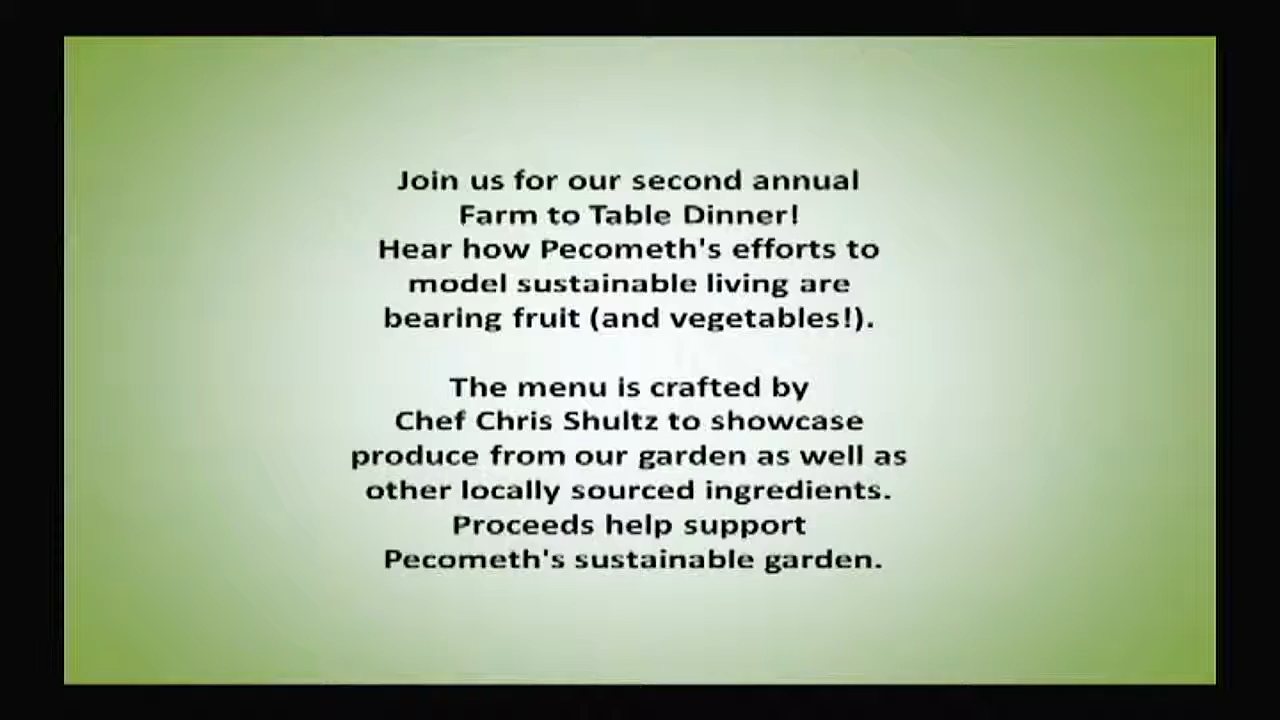 Join us for our second annual
Farm to Table Dinner!
Hear how Pecometh's efforts to
model sustainable living are
bearing fruit (and vegetables!).
The menu is crafted by
Chef Chris Shultz to showcase
produce from our garden as well as
other locally sourced ingredients.
Proceeds help support
Pecometh's sustainable garden.